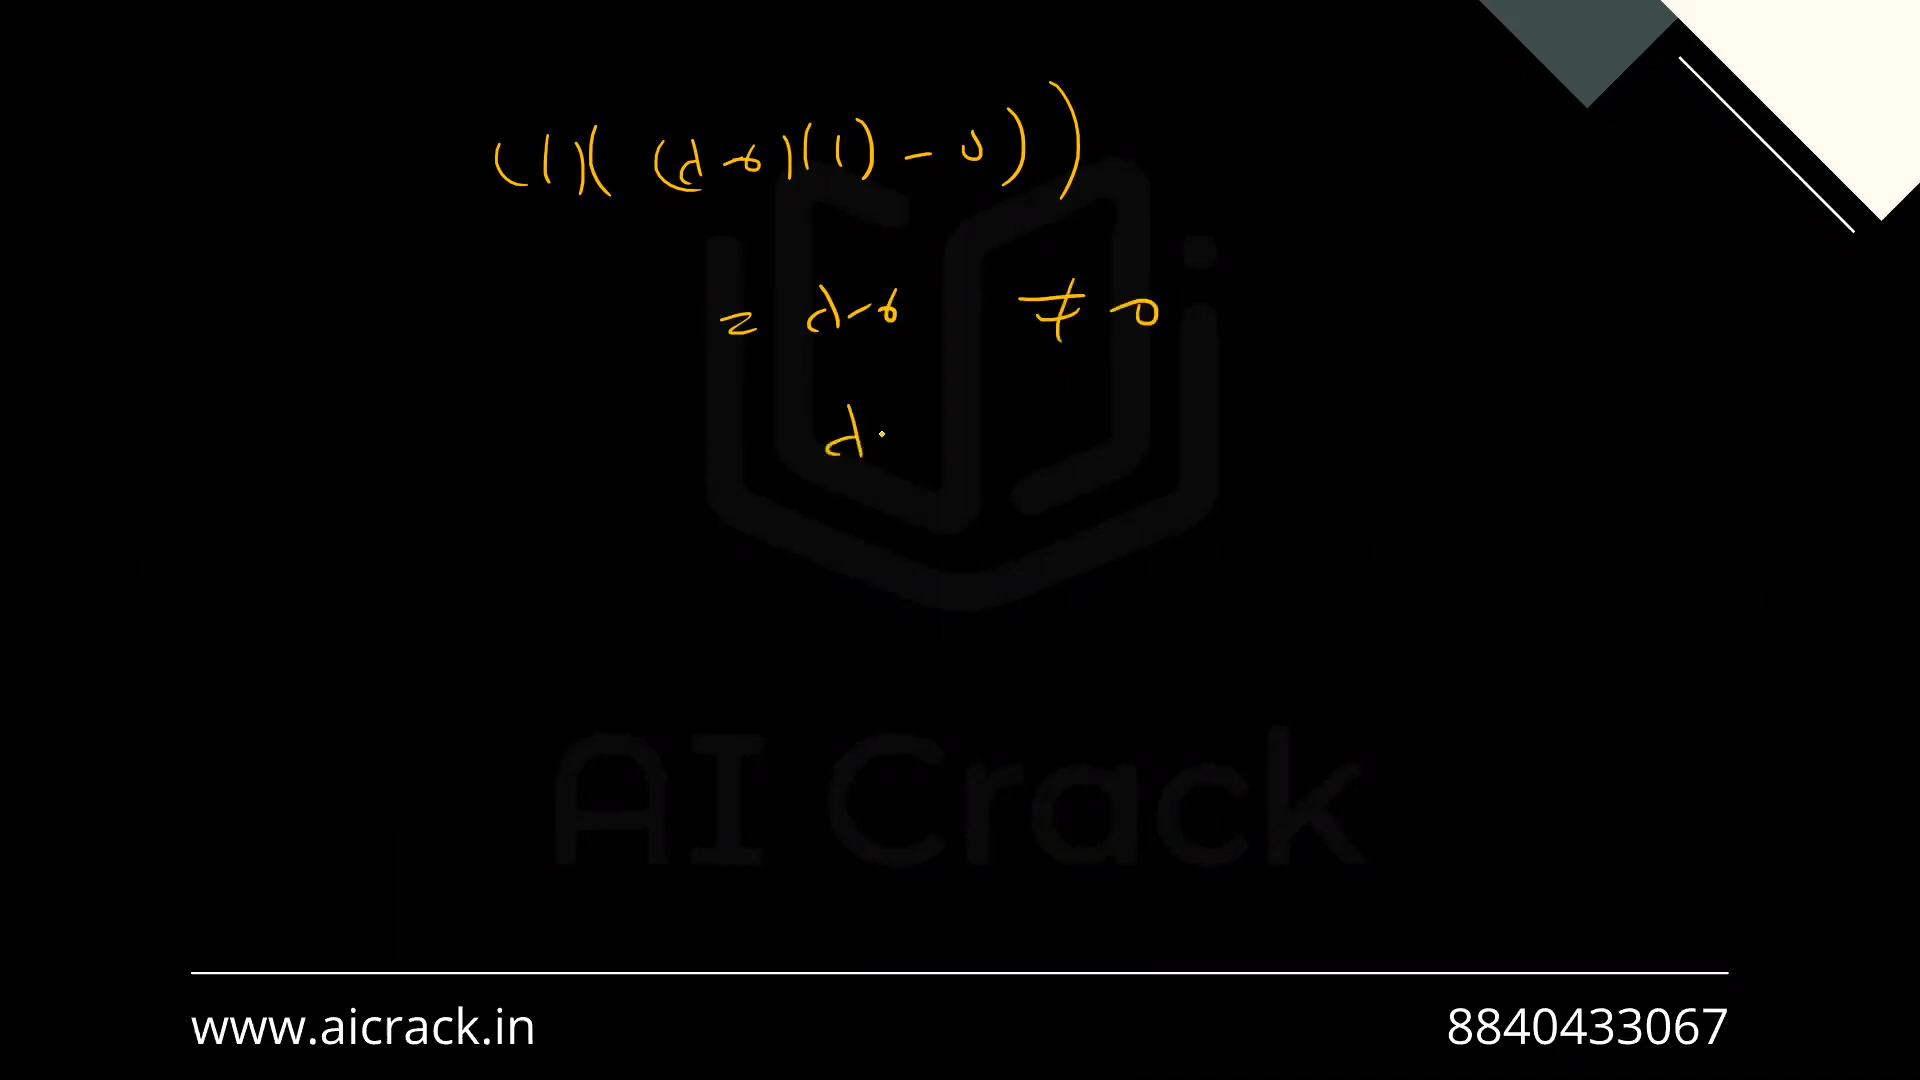 (1)( (d-6)(1) - 0))
= d-6 ≠ 0
d
AI Crack
www.aicrack.in 8840433067